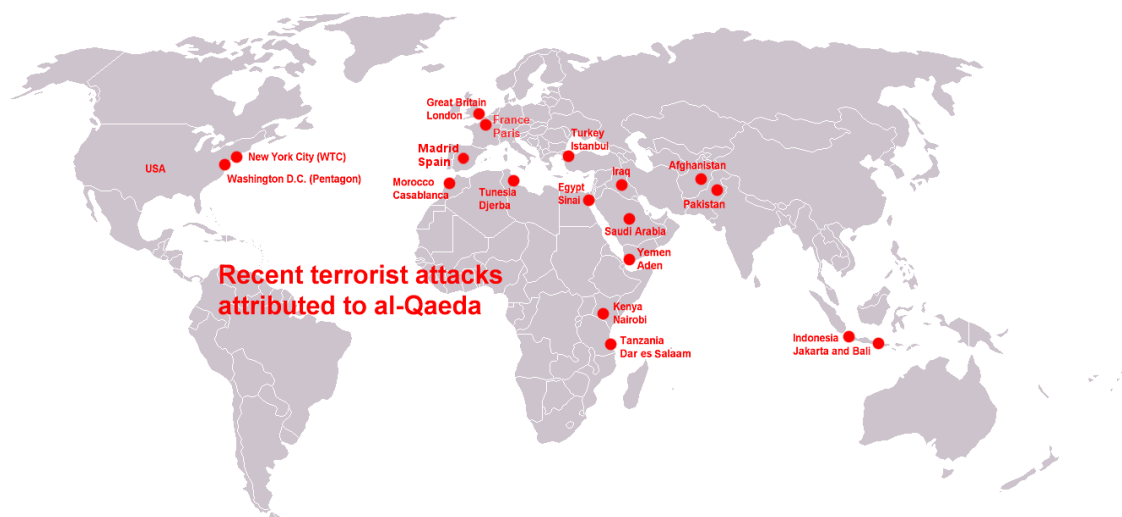 Great Britain
London
France
Paris
Madrid
Spain
Turkey
Istanbul
New York City (WTC)
USA
Washington D.C. (Pentagon)
Morocco
Casablanca
Tunesia
Djerba
Egypt
Sinai
Iraq
Afghanistan
Pakistan
Saudi Arabia
Yemen
Aden
Recent terrorist attacks
attributed to al-Qaeda
Kenya
Nairobi
Tanzania
Dar es Salaam
Indonesia
Jakarta and Bali